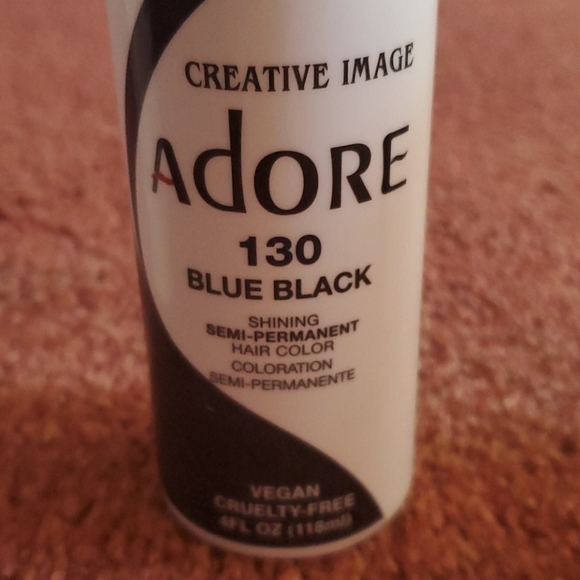 CREATIVE IMAGE
AdORE
130
BLUE BLACK
SHINING
SEMI-PERMANENT
HAIR COLOR
COLORATION
SEMI-PERMANENTE
VEGAN
CRUELTY-FREE
4FL OZ (118ml)